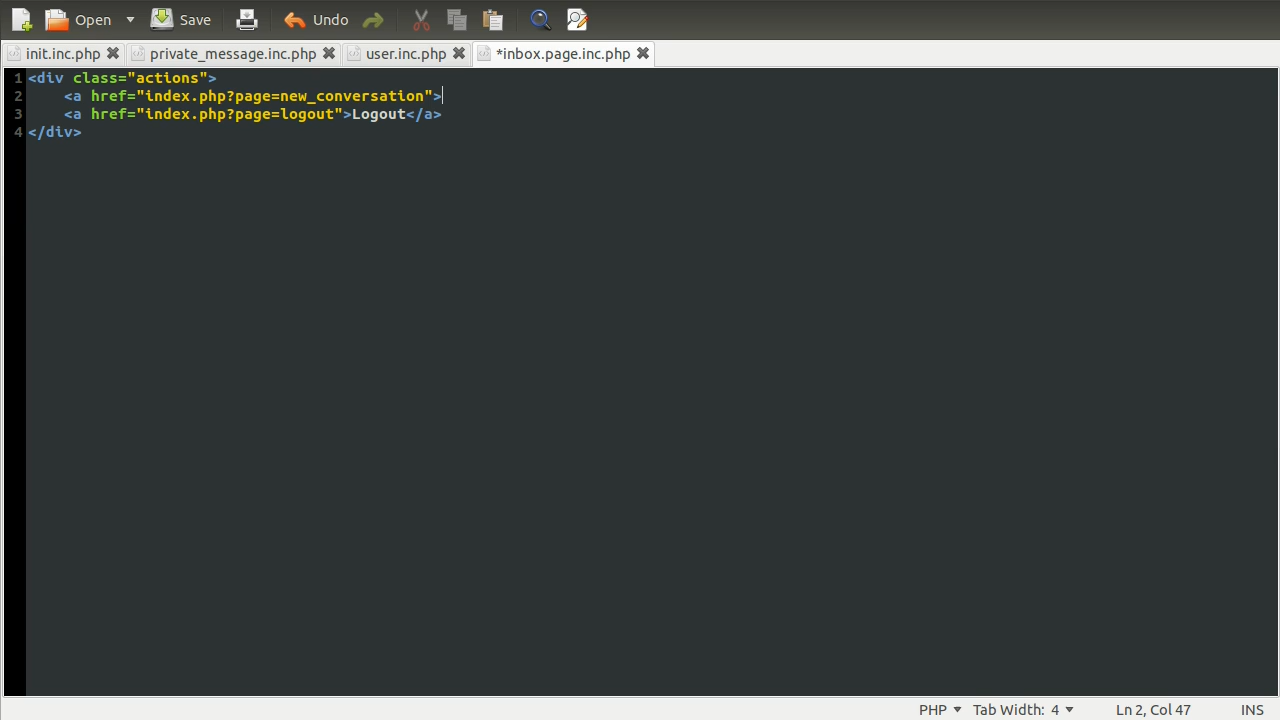 Open Save Undo
init.inc.php private_message.inc.php user.inc.php *inbox.page.inc.php
1 <div class="actions">
2 <a href="index.php?page=new_conversation">
3 <a href="index.php?page=logout">Logout</a>
4 </div>
PHP Tab Width: 4 Ln 2, Col 47 INS